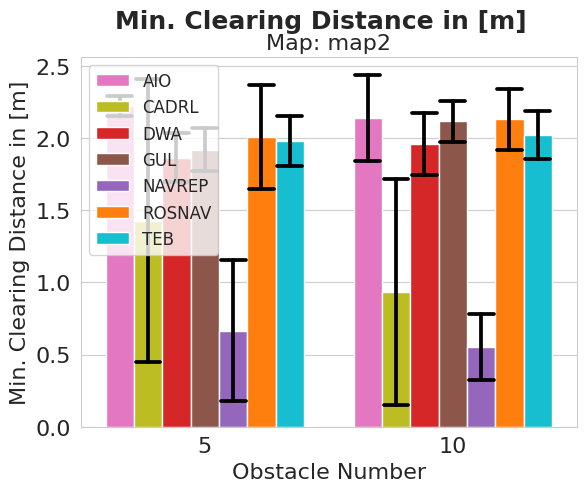 Min. Clearing Distance in [m]
Map: map2
Min. Clearing Distance in [m]
2.5
2.0
1.5
1.0
0.5
0.0
AIO
CADRL
DWA
GUL
NAVREP
ROSNAV
TEB
5
10
Obstacle Number